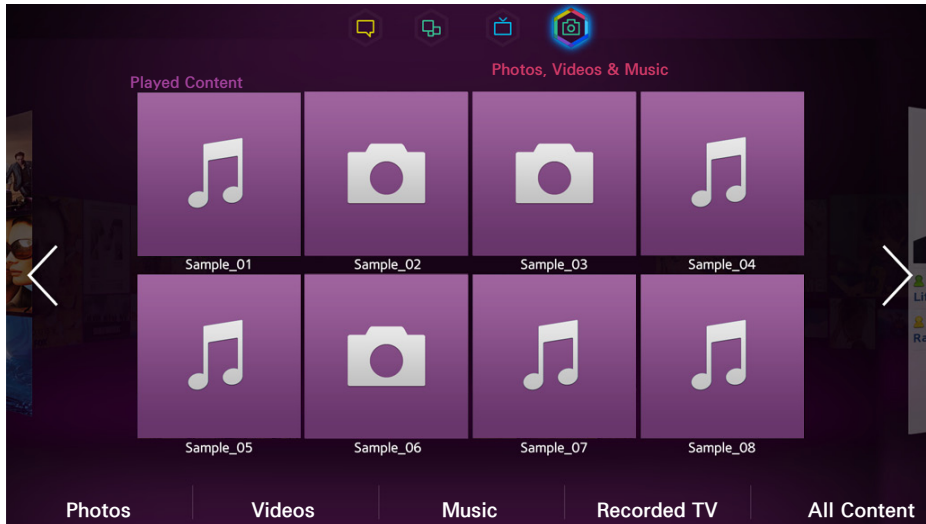 Photos, Videos & Music
Played Content
Sample_01 Sample_02 Sample_03 Sample_04
Sample_05 Sample_06 Sample_07 Sample_08
Photos Videos Music Recorded TV All Content